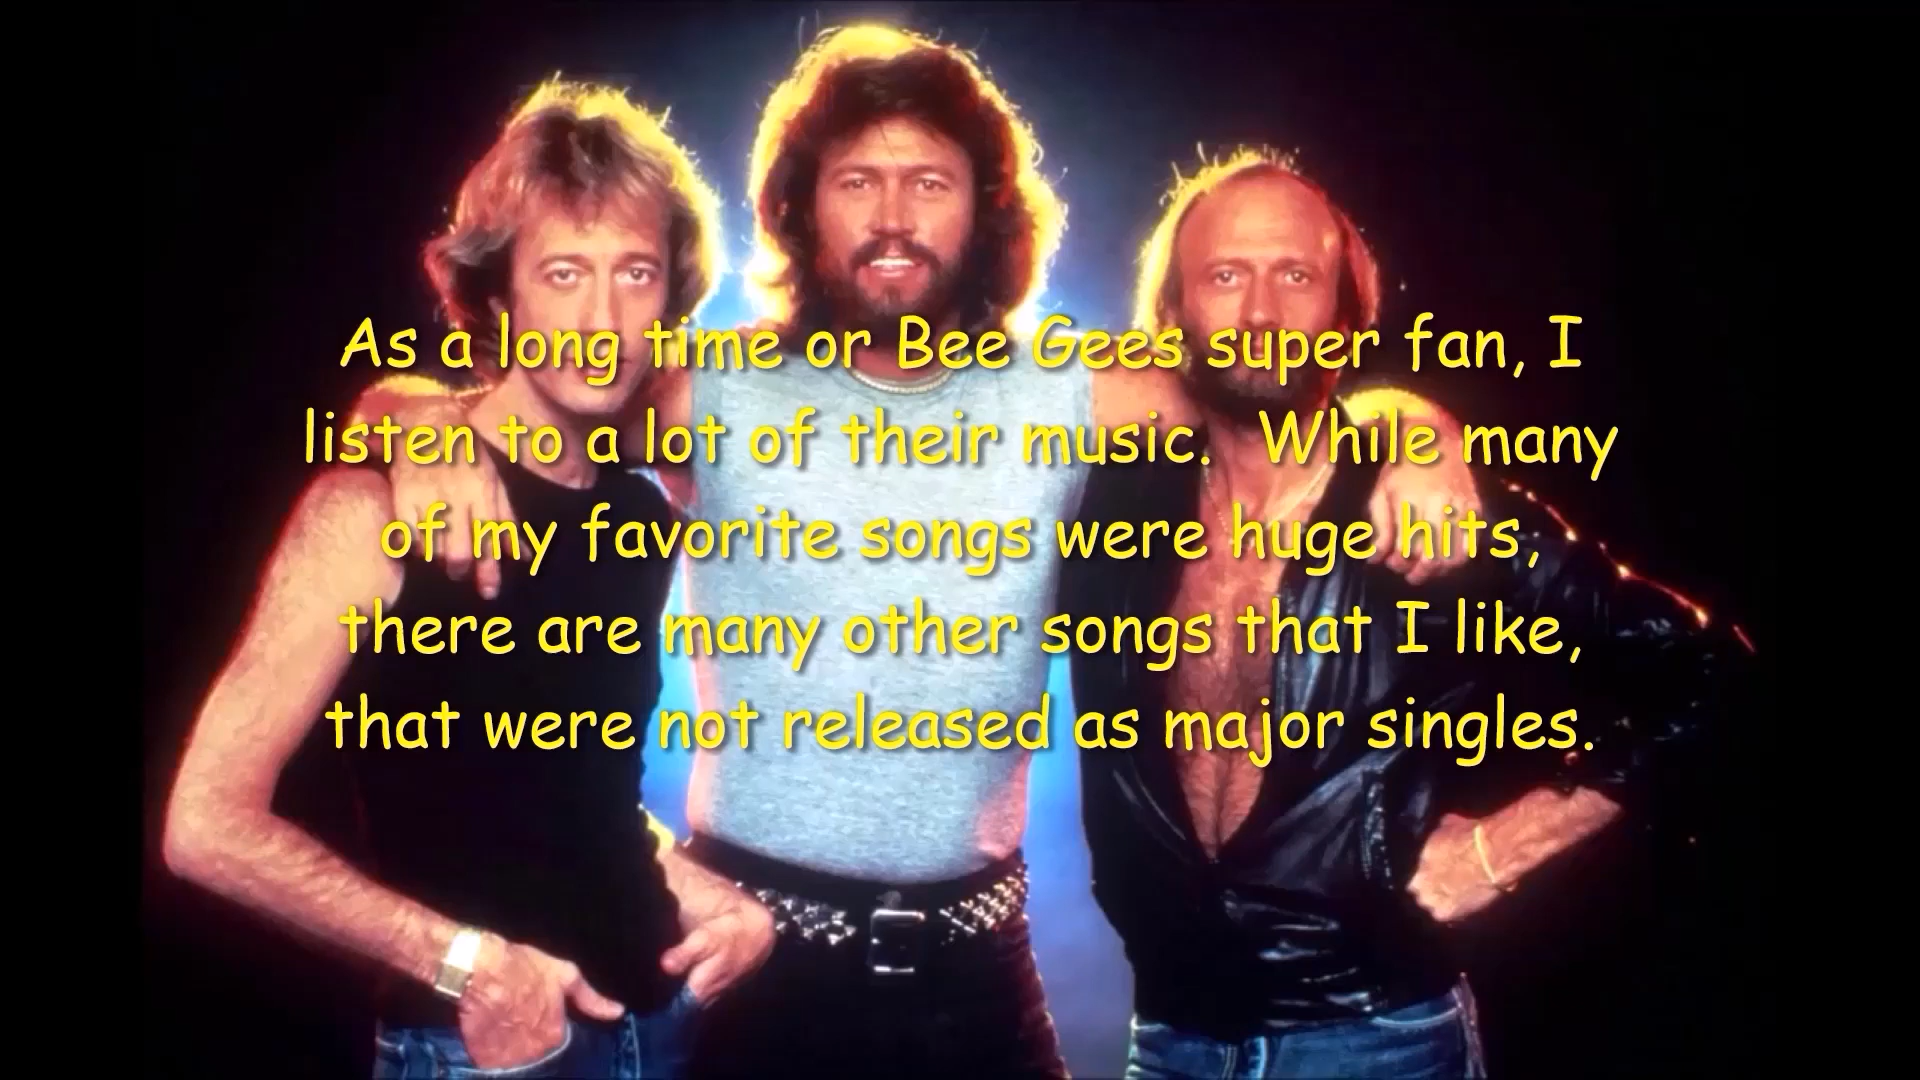 As a long time or Bee Gees super fan, I
listen to a lot of their music.  While many
of my favorite songs were huge hits,
there are many other songs that I like,
that were not released as major singles.